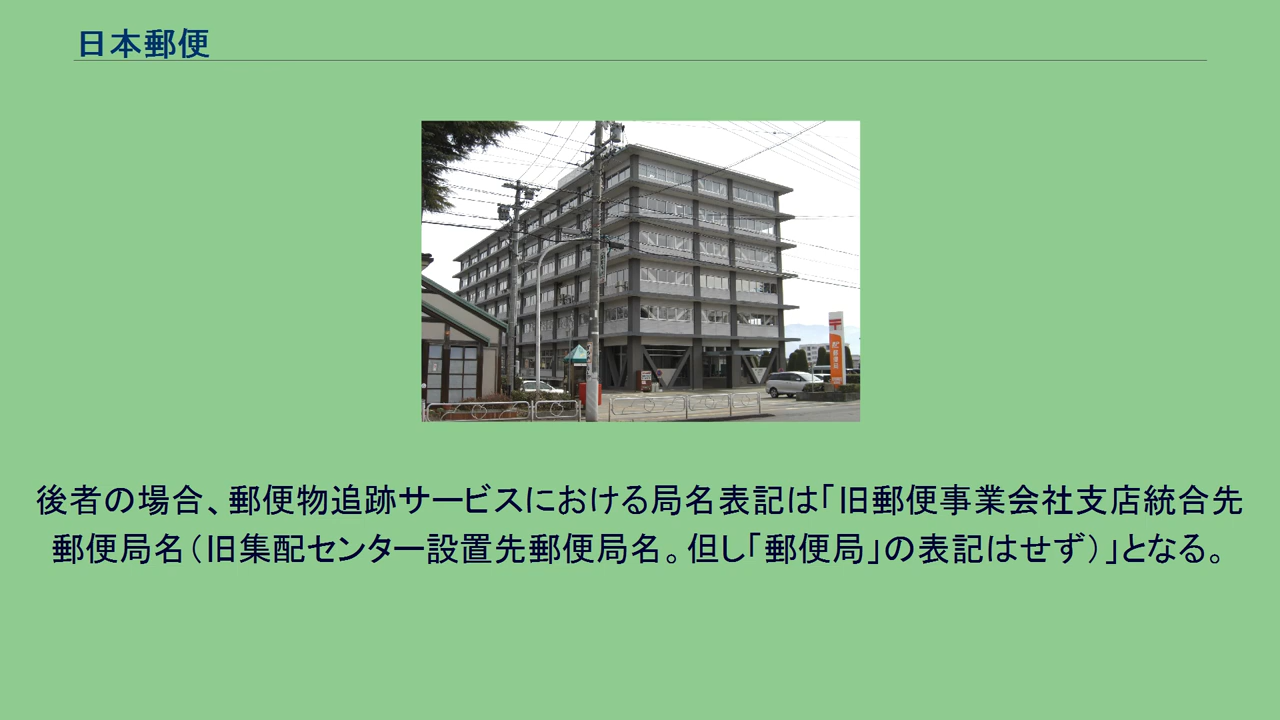 日本郵便
後者の場合、郵便物追跡サービスにおける局名表記は「旧郵便事業会社支店統合先
郵便局名(旧集配センター設置先郵便局名。但し「郵便局」の表記はせず)」となる。